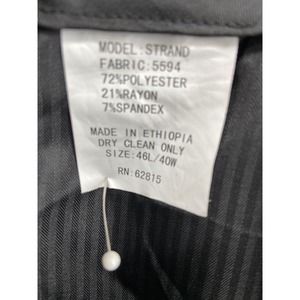 MODEL: STRAND
FABRIC: 5594
72%POLYESTER
21%RAYON
7%SPANDEX
MADE IN ETHIOPIA
DRY CLEAN ONLY
SIZE: 46L/40W
RN: 62815